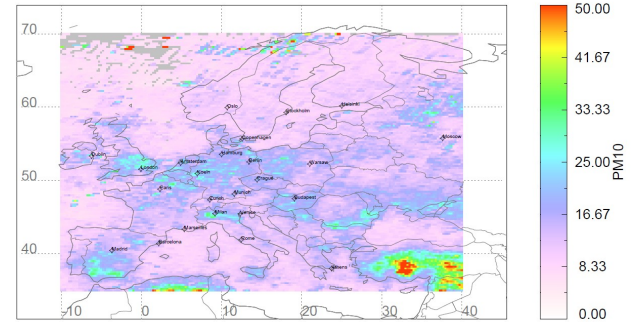 70
60
50
40
-10
0
10
20
30
40
Oslo
Stockholm
Helsinki
Copenhagen
Moscow
Dublin
Hamburg
London
Amsterdam
Berlin
Warsaw
Koeln
Prague
Paris
Munich
Zurich
Budapest
Milan
Venice
Marseilles
Madrid
Barcelona
Rome
Athens
50.00
41.67
33.33
25.00
16.67
8.33
0.00
PM10